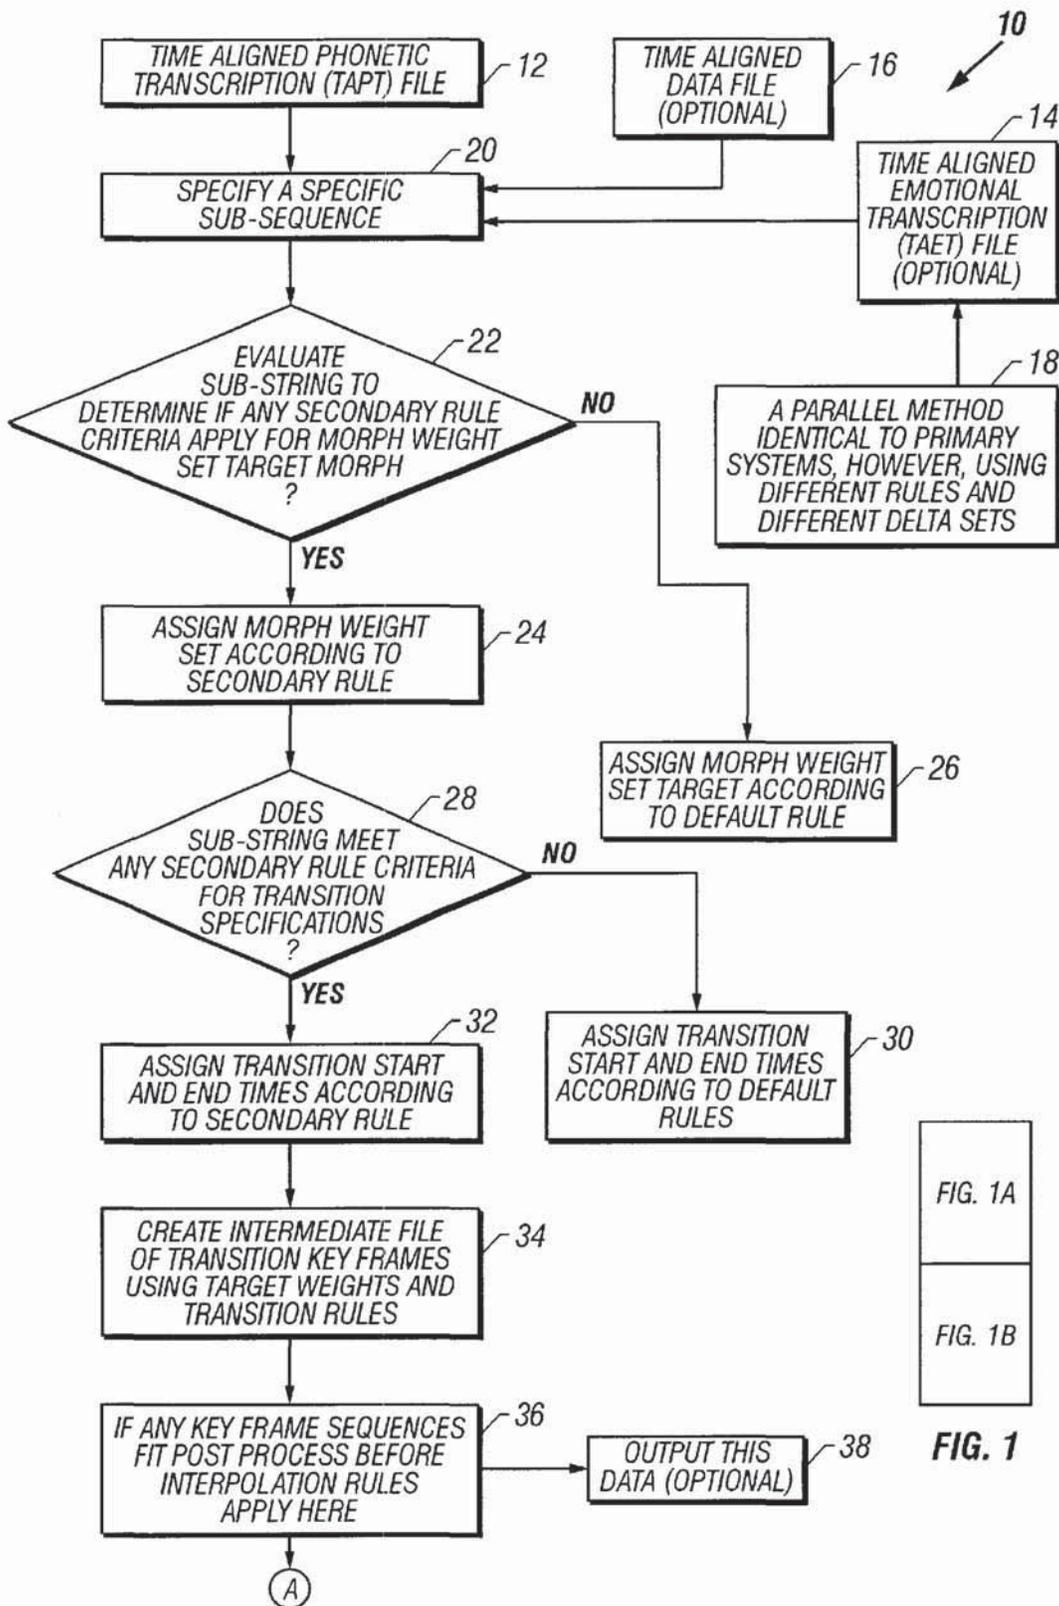 10
TIME ALIGNED PHONETIC
TRANSCRIPTION (TAPT) FILE
12
TIME ALIGNED
DATA FILE
(OPTIONAL)
16
14
TIME ALIGNED
EMOTIONAL
TRANSCRIPTION
(TAET) FILE
(OPTIONAL)
20
SPECIFY A SPECIFIC
SUB-SEQUENCE
22
EVALUATE
SUB-STRING TO
DETERMINE IF ANY SECONDARY RULE
CRITERIA APPLY FOR MORPH WEIGHT
SET TARGET MORPH
?
NO
YES
18
A PARALLEL METHOD
IDENTICAL TO PRIMARY
SYSTEMS, HOWEVER, USING
DIFFERENT RULES AND
DIFFERENT DELTA SETS
ASSIGN MORPH WEIGHT
SET ACCORDING TO
SECONDARY RULE
24
ASSIGN MORPH WEIGHT
SET TARGET ACCORDING
TO DEFAULT RULE
26
28
DOES
SUB-STRING MEET
ANY SECONDARY RULE CRITERIA
FOR TRANSITION
SPECIFICATIONS
?
NO
YES
32
ASSIGN TRANSITION START
AND END TIMES ACCORDING
TO SECONDARY RULE
ASSIGN TRANSITION
START AND END TIMES
ACCORDING TO DEFAULT
RULES
30
CREATE INTERMEDIATE FILE
OF TRANSITION KEY FRAMES
USING TARGET WEIGHTS AND
TRANSITION RULES
34
IF ANY KEY FRAME SEQUENCES
FIT POST PROCESS BEFORE
INTERPOLATION RULES
APPLY HERE
36
OUTPUT THIS
DATA (OPTIONAL)
38
A
FIG. 1A
FIG. 1B
FIG. 1